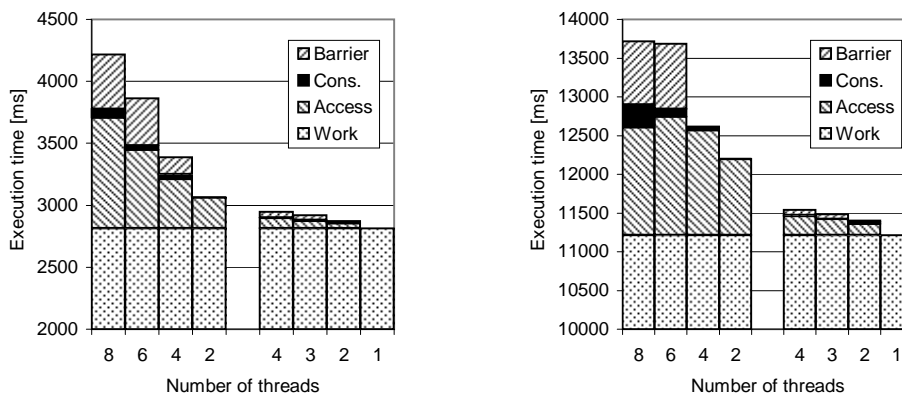 4500
4000
3500
3000
2500
2000
Execution time [ms]
Barrier
Cons.
Access
Work
8 6 4 2 4 3 2 1
Number of threads
14000
13500
13000
12500
12000
11500
11000
10500
10000
Execution time [ms]
Barrier
Cons.
Access
Work
8 6 4 2 4 3 2 1
Number of threads